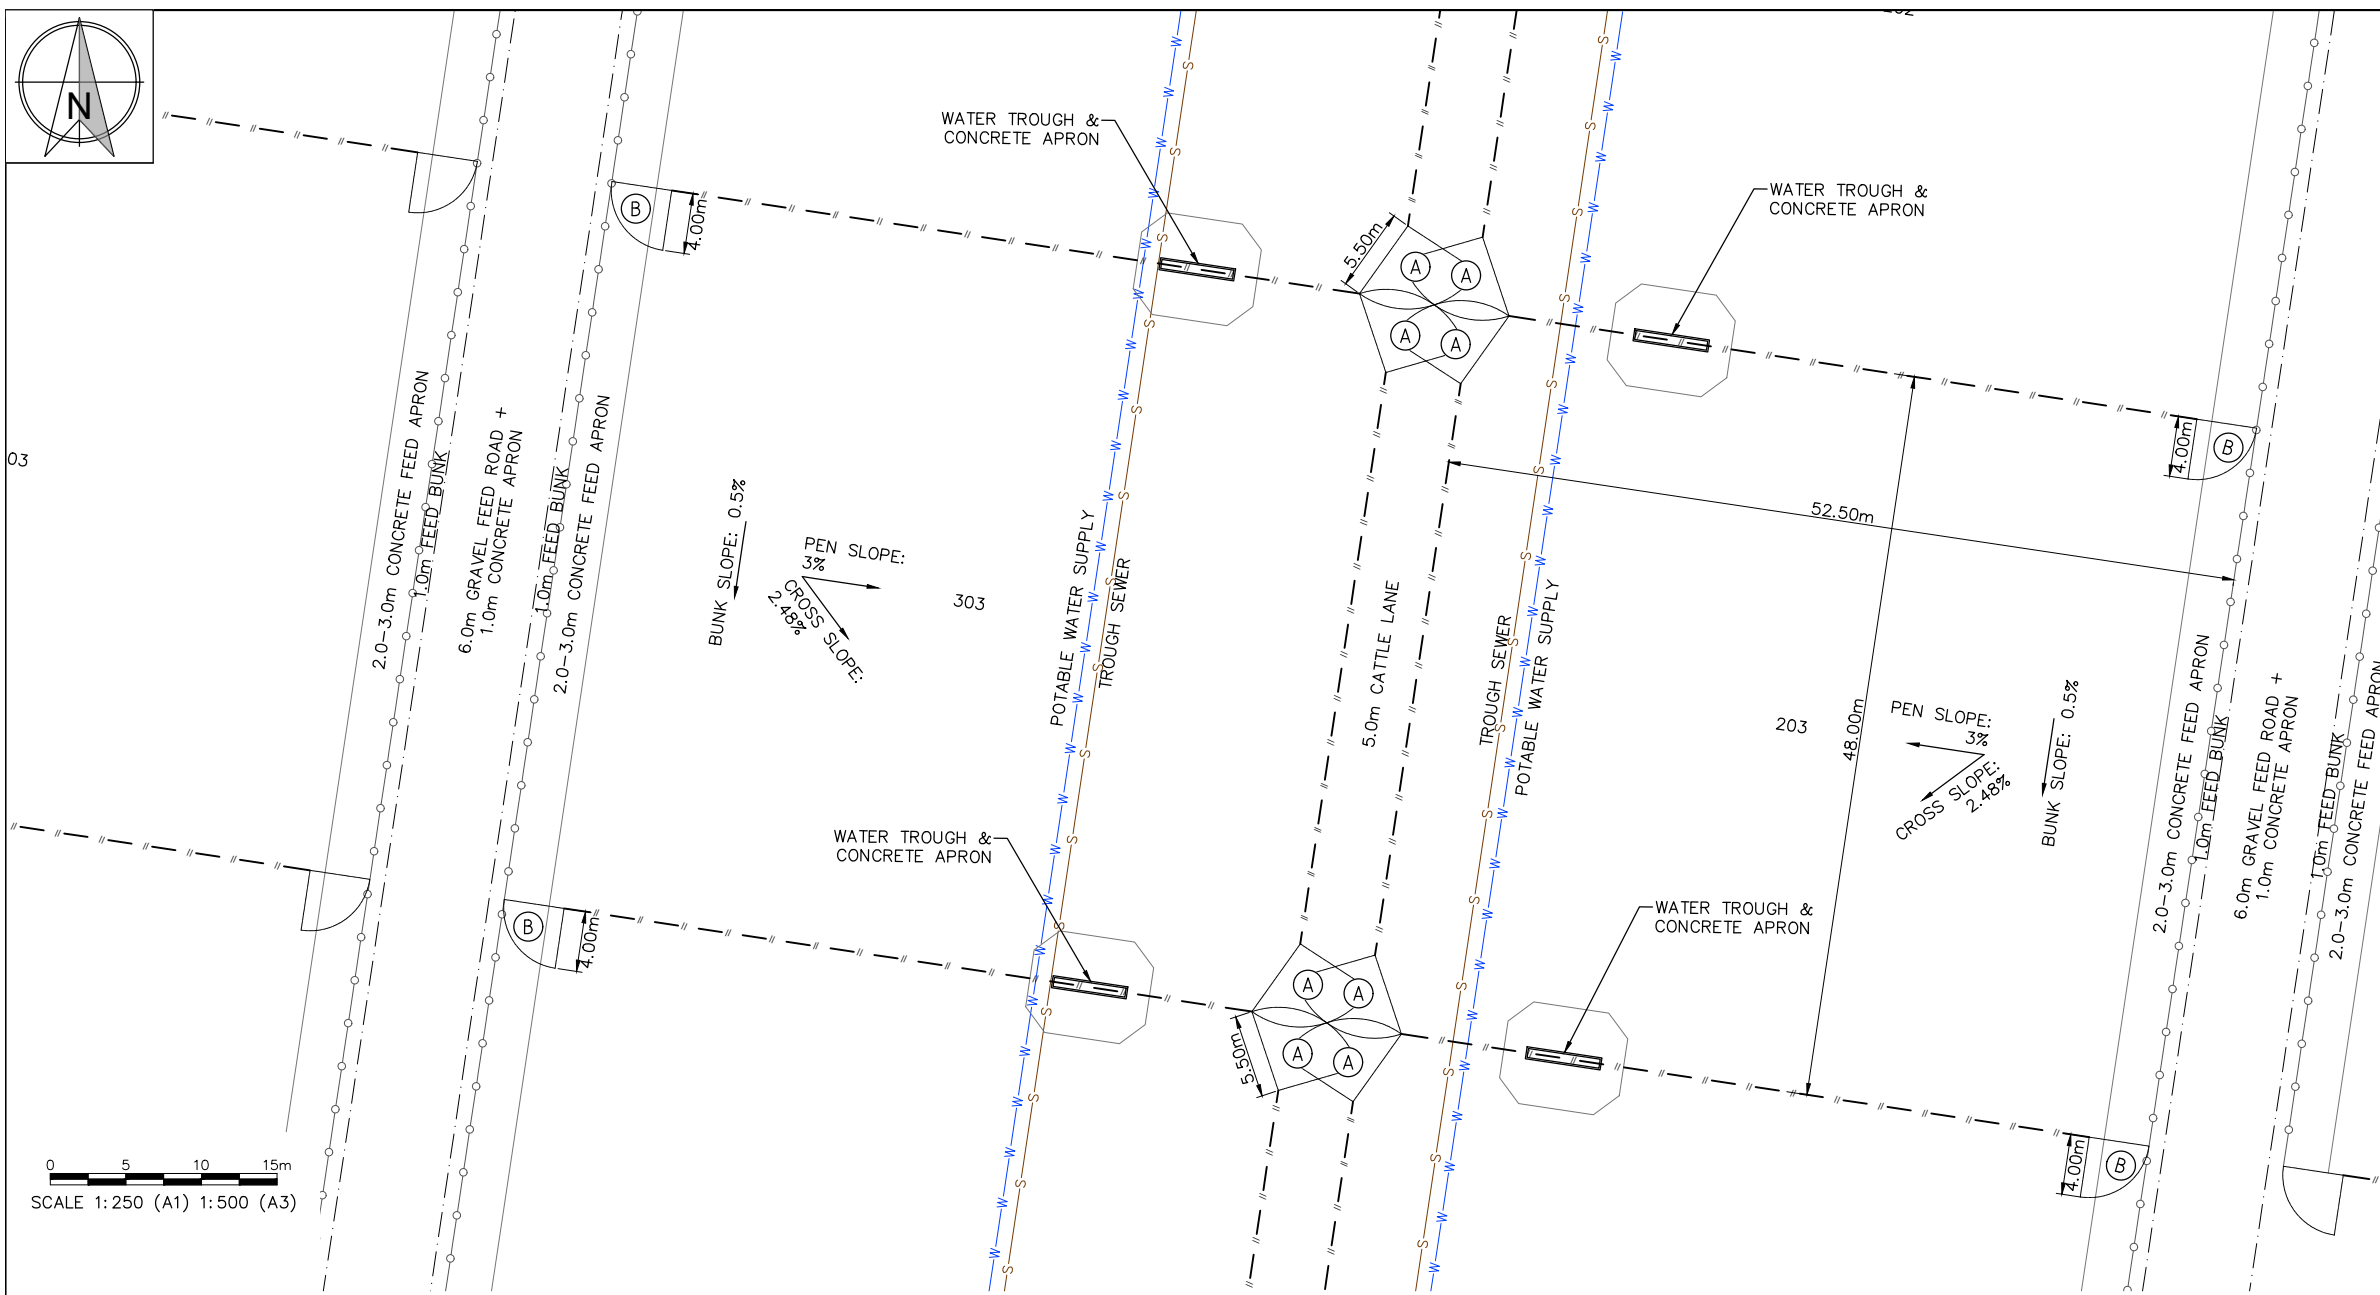 N
WATER TROUGH &
CONCRETE APRON
WATER TROUGH &
CONCRETE APRON
B
4.00m
5.50m
A
A
A
A
4.00m
B
03
2.0-3.0m CONCRETE FEED APRON
1.0m FEED BUNK
6.0m GRAVEL FEED ROAD +
1.0m CONCRETE APRON
1.0m FEED BUNK
2.0-3.0m CONCRETE FEED APRON
BUNK SLOPE: 0.5%
PEN SLOPE:
3%
CROSS SLOPE:
2.48%
303
POTABLE WATER SUPPLY
TROUGH SEWER
5.0m CATTLE LANE
TROUGH SEWER
POTABLE WATER SUPPLY
52.50m
48.00m
203
PEN SLOPE:
3%
CROSS SLOPE:
2.48%
BUNK SLOPE: 0.5%
2.0-3.0m CONCRETE FEED APRON
1.0m FEED BUNK
6.0m GRAVEL FEED ROAD +
1.0m CONCRETE APRON
1.0m FEED BUNK
2.0-3.0m CONCRETE FEED APRON
WATER TROUGH &
CONCRETE APRON
WATER TROUGH &
CONCRETE APRON
B
4.00m
5.50m
A
A
A
A
4.00m
B
0 5 10 15m
SCALE 1:250 (A1) 1:500 (A3)